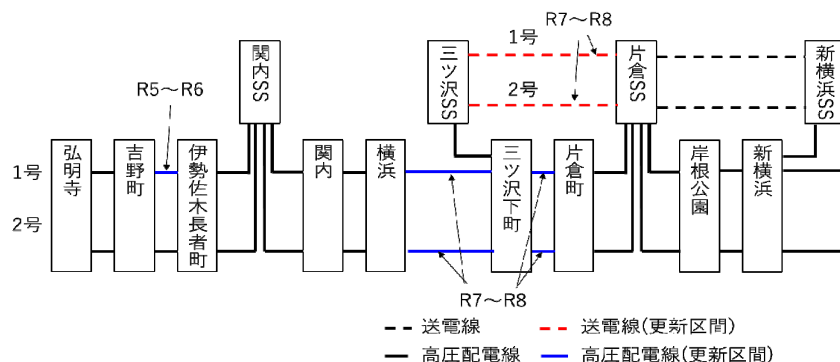 R7～R8
1号
2号
関内SS
三ツ沢SS
片倉SS
新横浜SS
R5～R6
1号
2号
弘明寺
吉野町
伊勢佐木長者町
関内
横浜
三ツ沢下町
片倉町
岸根公園
新横浜
R7～R8
送電線
送電線(更新区間)
高圧配電線
高圧配電線(更新区間)